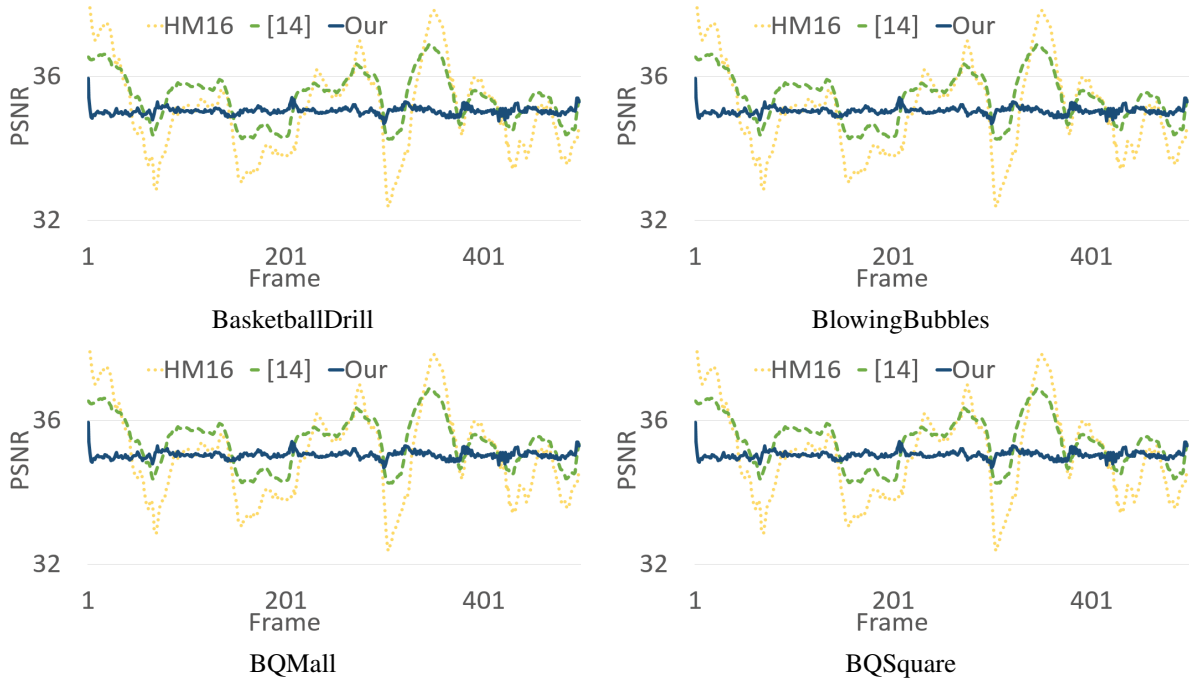 HM16 [14] Our
PSNR
36
32
1 201 401
Frame
BasketballDrill
HM16 [14] Our
PSNR
36
32
1 201 401
Frame
BlowingBubbles
HM16 [14] Our
PSNR
36
32
1 201 401
Frame
BQMall
HM16 [14] Our
PSNR
36
32
1 201 401
Frame
BQSquare